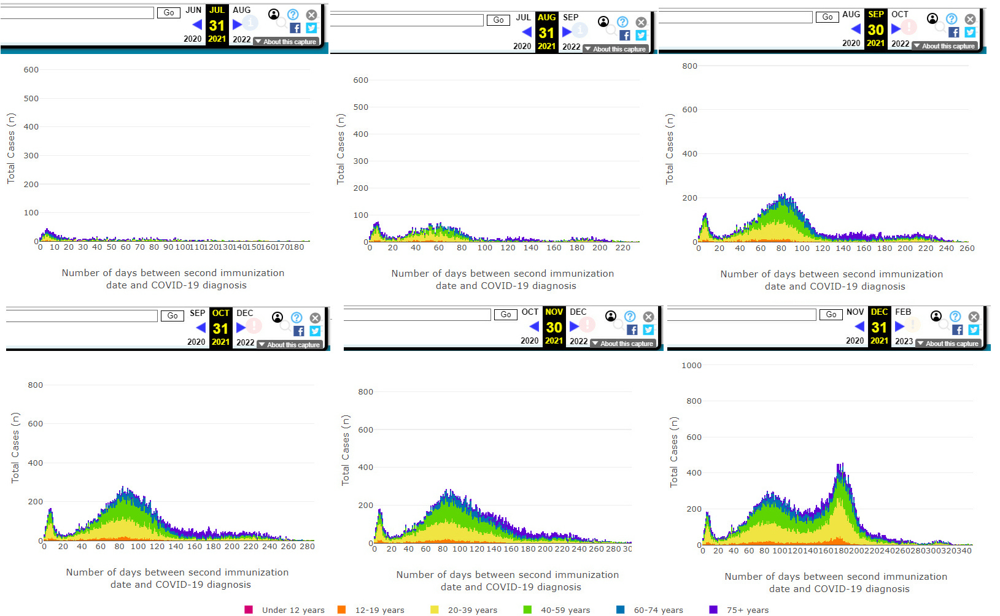 Go JUN JUL AUG
31
2020 2021 2022 About this capture
600
500
400
300
200
100
0
Total Cases (n)
0 10 20 30 40 50 60 70 80 90 100 110 120 130 140 150 160 170 180
Number of days between second immunization
date and COVID-19 diagnosis
Go JUL AUG SEP
31
2020 2021 2022 About this capture
600
500
400
300
200
100
0
Total Cases (n)
0 20 40 60 80 100 120 140 160 180 200 220
Number of days between second immunization
date and COVID-19 diagnosis
Go AUG SEP OCT
30
2020 2021 2022 About this capture
800
600
400
200
0
Total Cases (n)
0 20 40 60 80 100 120 140 160 180 200 220 240 260
Number of days between second immunization
date and COVID-19 diagnosis
Go SEP OCT DEC
31
2020 2021 2022 About this capture
800
600
400
200
0
Total Cases (n)
0 20 40 60 80 100 120 140 160 180 200 220 240 260 280
Number of days between second immunization
date and COVID-19 diagnosis
Go OCT NOV DEC
30
2020 2021 2022 About this capture
800
600
400
200
0
Total Cases (n)
0 20 40 60 80 100 120 140 160 180 200 220 240 260 280 30
Number of days between second immunization
date and COVID-19 diagnosis
Go NOV DEC FEB
31
2020 2021 2023 About this capture
1000
800
600
400
200
0
Total Cases (n)
0 20 40 60 80 100 120 140 160 180 200 220 240 260 280 300 320 340
Number of days between second immunization
date and COVID-19 diagnosis
Under 12 years 12-19 years 20-39 years 40-59 years 60-74 years 75+ years